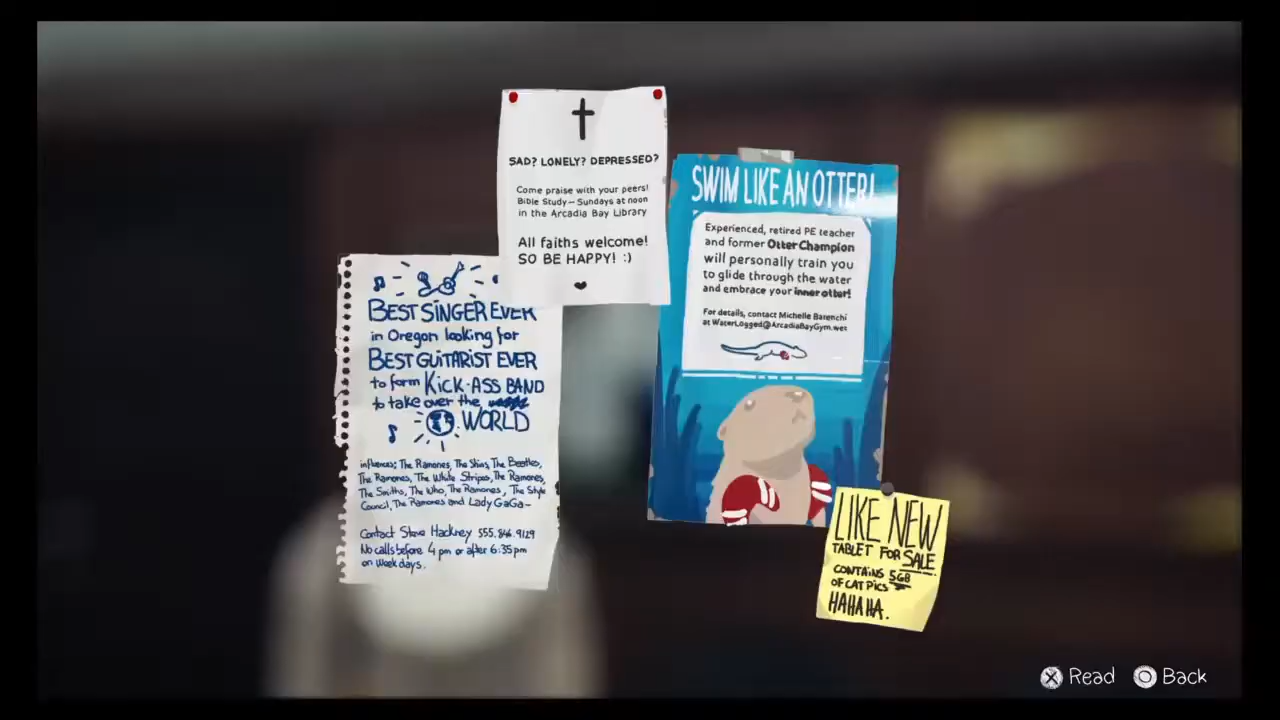 SAD? LONELY? DEPRESSED?
Come praise with your peers!
Bible Study - Sundays at noon
in the Arcadia Bay Library
All faiths welcome!
SO BE HAPPY! :)
SWIM LIKE AN OTTER!
Experienced, retired PE teacher
and former Otter Champion
will personally train you
to glide through the water
and embrace your inner otter!
For details, contact Michelle Barenchi
at WaterLogged@ArcadiaBayGym.wet
BEST SINGER EVER
in Oregon looking for
BEST GUITARIST EVER
to form KICK-ASS BAND
to take over the
WORLD
influences: The Ramones, The Shins, The Beatles,
The Ramones, The White Stripes, The Ramones,
The Smiths, The Who, The Ramones, The Style
Council, The Ramones and Lady GaGa-
Contact Steve Hackney 555.846.9129
No calls before 4 pm or after 6:35 pm
on weekdays.
LIKE NEW
TABLET FOR SALE.
CONTAINS 5GB
OF CAT PICS
HAHAHA.
Read
Back